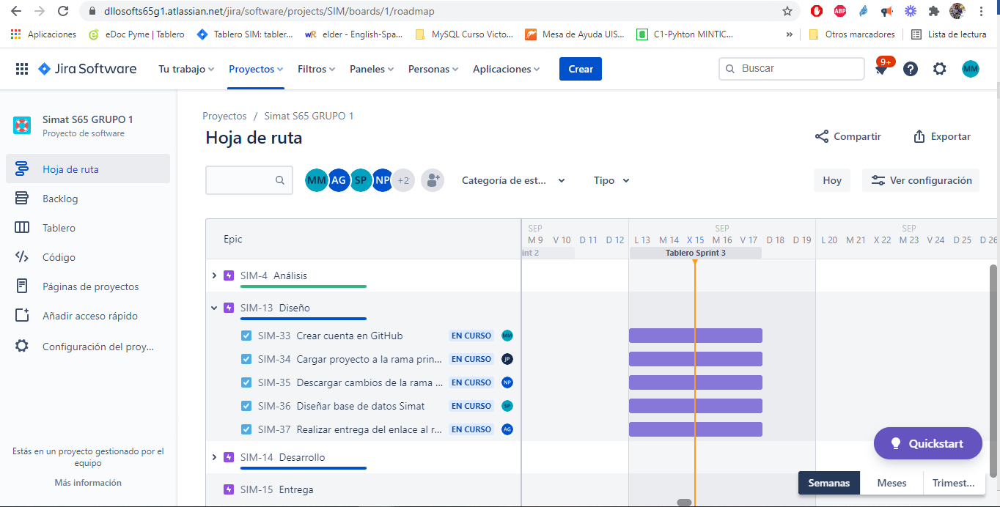 dllosofts65g1.atlassian.net/jira/software/projects/SIM/boards/1/roadmap
ABP
Aplicaciones
eDoc Pyme | Tablero
Tablero SIM: tabler...
wR elder - English-Spa...
MySQL Curso Victo...
Mesa de Ayuda UIS...
C1-Pyhton MINTIC...
»
Otros marcadores
Lista de lectura
Jira Software
Tu trabajo
Proyectos
Filtros
Paneles
Personas
Aplicaciones
Crear
Buscar
9+
MM
Simat S65 GRUPO 1
Proyecto de software
Hoja de ruta
Backlog
Tablero
Código
Páginas de proyectos
Añadir acceso rápido
Configuración del proy...
Estás en un proyecto gestionado por el
equipo
Más información
Proyectos / Simat S65 GRUPO 1
Hoja de ruta
Compartir
Exportar
MM AG SP NP +2
Categoría de est...
Tipo
Hoy
Ver configuración
Epic
SEP SEP SEP
M 9 V 10 D 11 D 12 L 13 M 14 X 15 M 16 V 17 D 18 D 19 L 20 M 21 X 22 M 23 V 24 D 25 D 26
int 2 Tablero Sprint 3
SIM-4 Análisis
SIM-13 Diseño
SIM-33 Crear cuenta en GitHub EN CURSO MM
SIM-34 Cargar proyecto a la rama prin... EN CURSO JP
SIM-35 Descargar cambios de la rama ... EN CURSO NP
SIM-36 Diseñar base de datos Simat EN CURSO SP
SIM-37 Realizar entrega del enlace al r... EN CURSO AG
SIM-14 Desarrollo
SIM-15 Entrega
Quickstart
Semanas Meses Trimest...